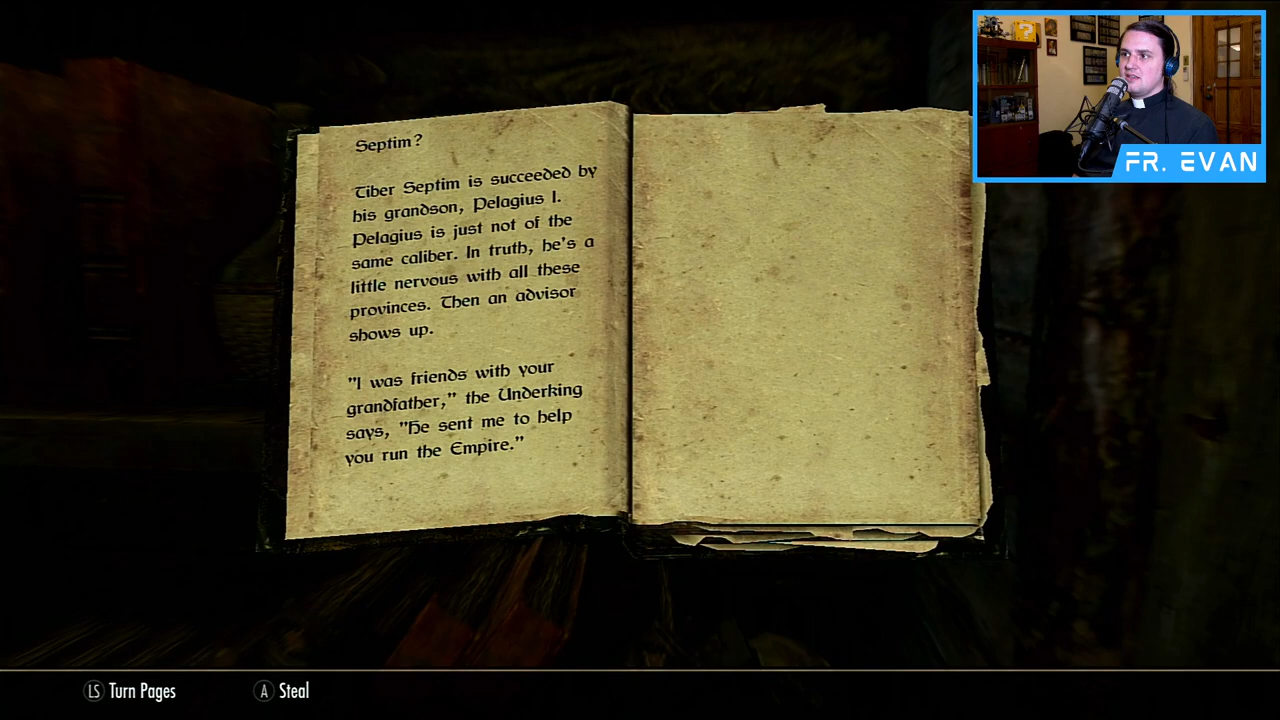 Septim?
Tiber Septim is succeeded by
his grandson, Pelagius I.
Pelagius is just not of the
same caliber. In truth, he's a
little nervous with all these
provinces. Then an advisor
shows up.
"I was friends with your
grandfather," the Underking
says, "He sent me to help
you run the Empire."
FR. EVAN
LS Turn Pages
A Steal